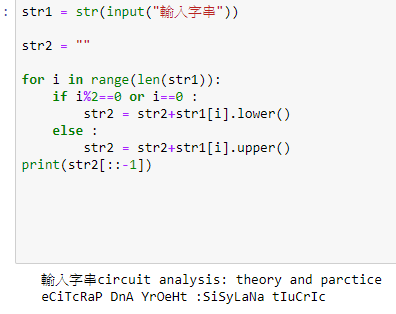 : str1 = str(input("輸入字串"))
str2 = ""
for i in range(len(str1)):
    if i%2==0 or i==0 :
        str2 = str2+str1[i].lower()
    else :
        str2 = str2+str1[i].upper()
print(str2[::-1])
輸入字串circuit analysis: theory and parctice
eCiTcRaP DnA YrOeHt :SiSyLaNa tIuCrIc